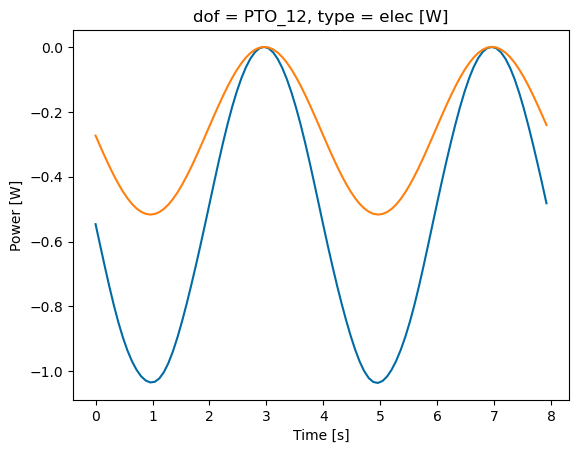 dof = PTO_12, type = elec [W]
0.0
−0.2
−0.4
−0.6
−0.8
−1.0
Power [W]
0 1 2 3 4 5 6 7 8
Time [s]